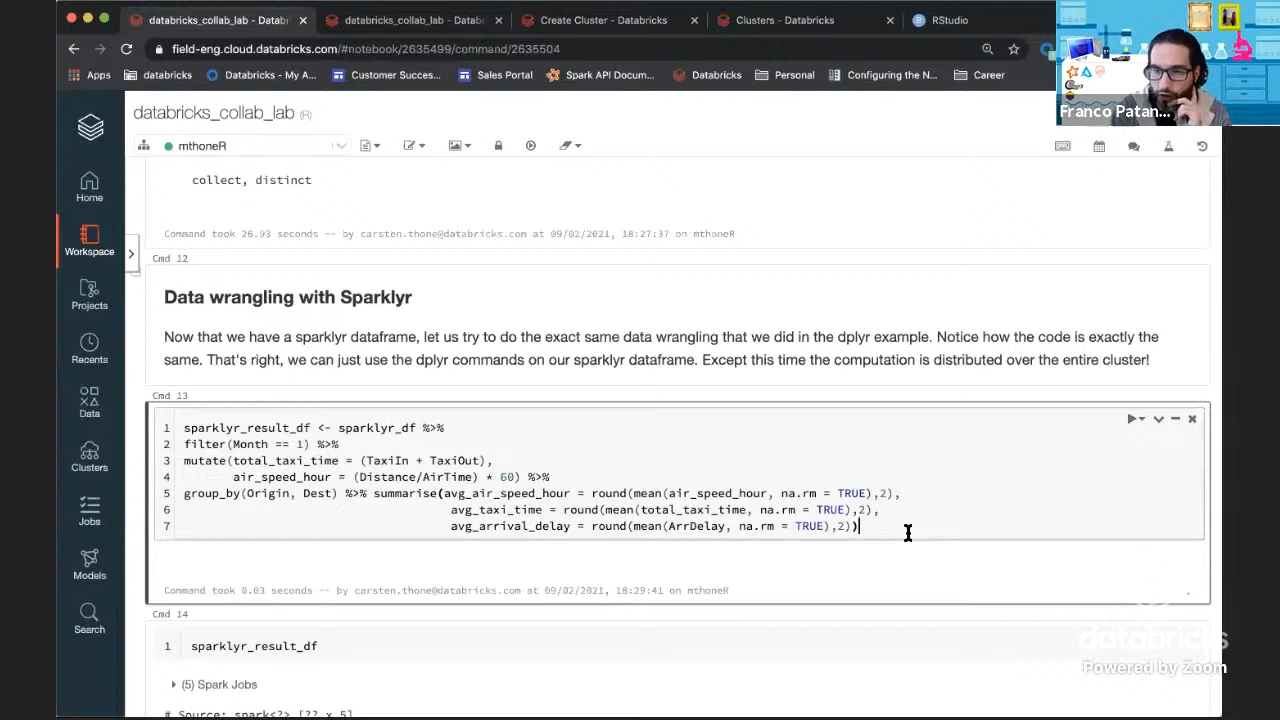 databricks_collab_lab - Datab
databricks_collab_lab - Datab
Create Cluster - Databricks
Clusters - Databricks
RStudio
field-eng.cloud.databricks.com/#notebook/2635499/command/2635504
Apps
databricks
Databricks - My A...
Customer Succes...
Sales Portal
Spark API Docum...
Databricks
Personal
Configuring the N...
Career
Franco Patan...
databricks_collab_lab (R)
mthoneR
Home
Workspace
Projects
Recents
Data
Clusters
Jobs
Models
Search
collect, distinct
Command took 26.93 seconds -- by carsten.thone@databricks.com at 09/02/2021, 18:27:37 on mthoneR
Cmd 12
Data wrangling with Sparklyr
Now that we have a sparklyr dataframe, let us try to do the exact same data wrangling that we did in the dplyr example. Notice how the code is exactly the
same. That's right, we can just use the dplyr commands on our sparklyr dataframe. Except this time the computation is distributed over the entire cluster!
Cmd 13
1 sparklyr_result_df <- sparklyr_df %>%
2 filter(Month == 1) %>%
3 mutate(total_taxi_time = (TaxiIn + TaxiOut),
4 air_speed_hour = (Distance/AirTime) * 60) %>%
5 group_by(Origin, Dest) %>% summarise(avg_air_speed_hour = round(mean(air_speed_hour, na.rm = TRUE),2),
6 avg_taxi_time = round(mean(total_taxi_time, na.rm = TRUE),2),
7 avg_arrival_delay = round(mean(ArrDelay, na.rm = TRUE),2))
Command took 0.03 seconds -- by carsten.thone@databricks.com at 09/02/2021, 18:29:41 on mthoneR
Cmd 14
1 sparklyr_result_df
(5) Spark Jobs
# Source: spark<?> [?? x 5]
databricks
Powered by Zoom